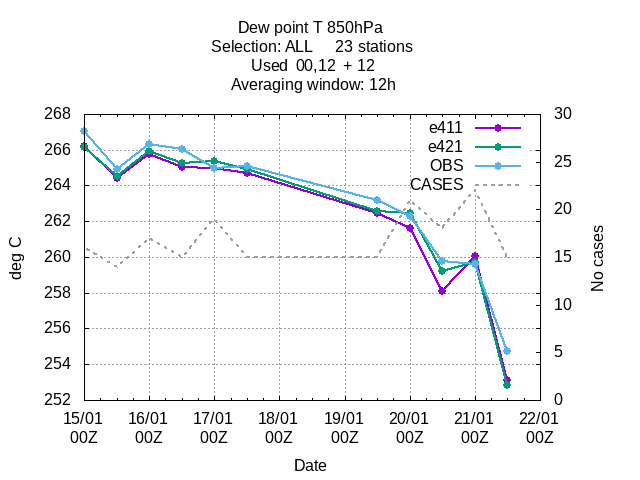 Dew point T 850hPa
Selection: ALL 23 stations
Used 00,12 + 12
Averaging window: 12h
268 30
e411
e421
OBS
CASES
266
264
262
260
258
256
254
252
25
20
15
10
5
0
deg C
No cases
15/01 16/01 17/01 18/01 19/01 20/01 21/01 22/01
00Z 00Z 00Z 00Z 00Z 00Z 00Z 00Z
Date